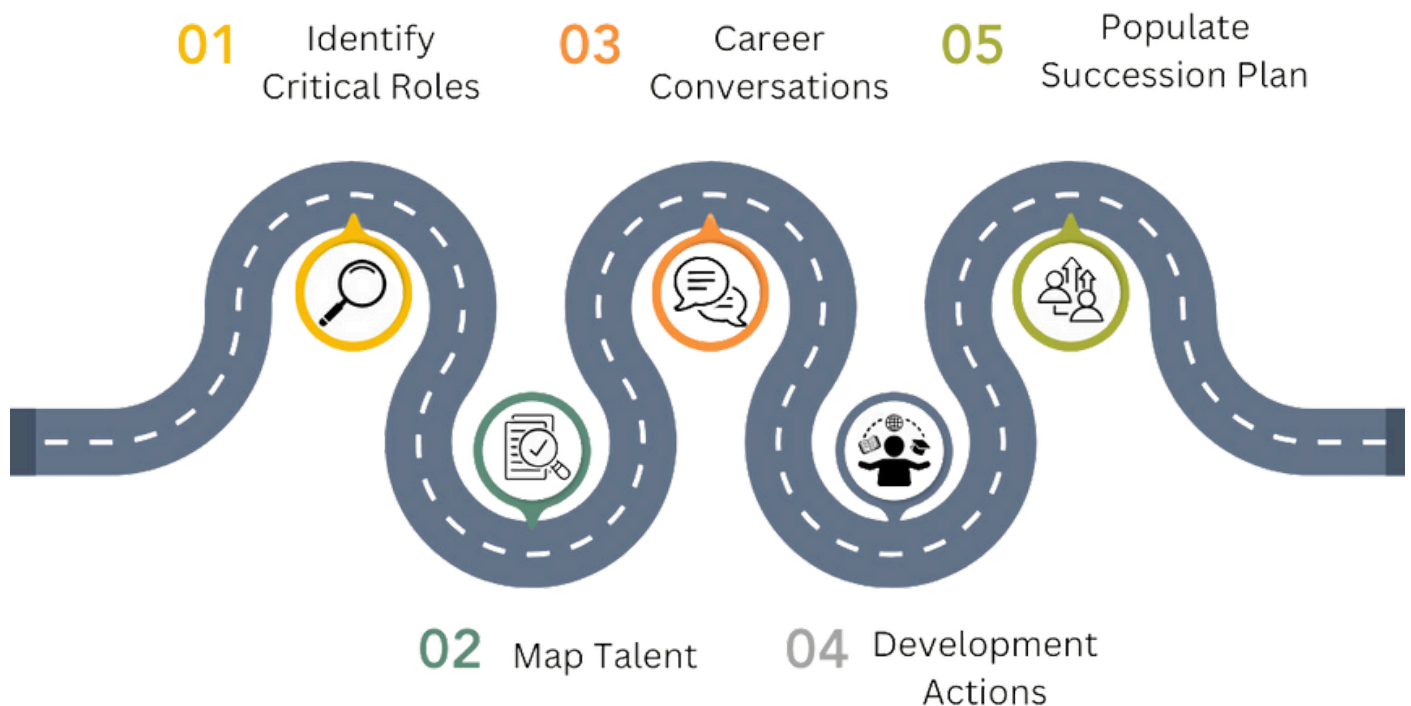 01
Identify
Critical Roles
02
Map Talent
03
Career
Conversations
04
Development
Actions
05
Populate
Succession Plan